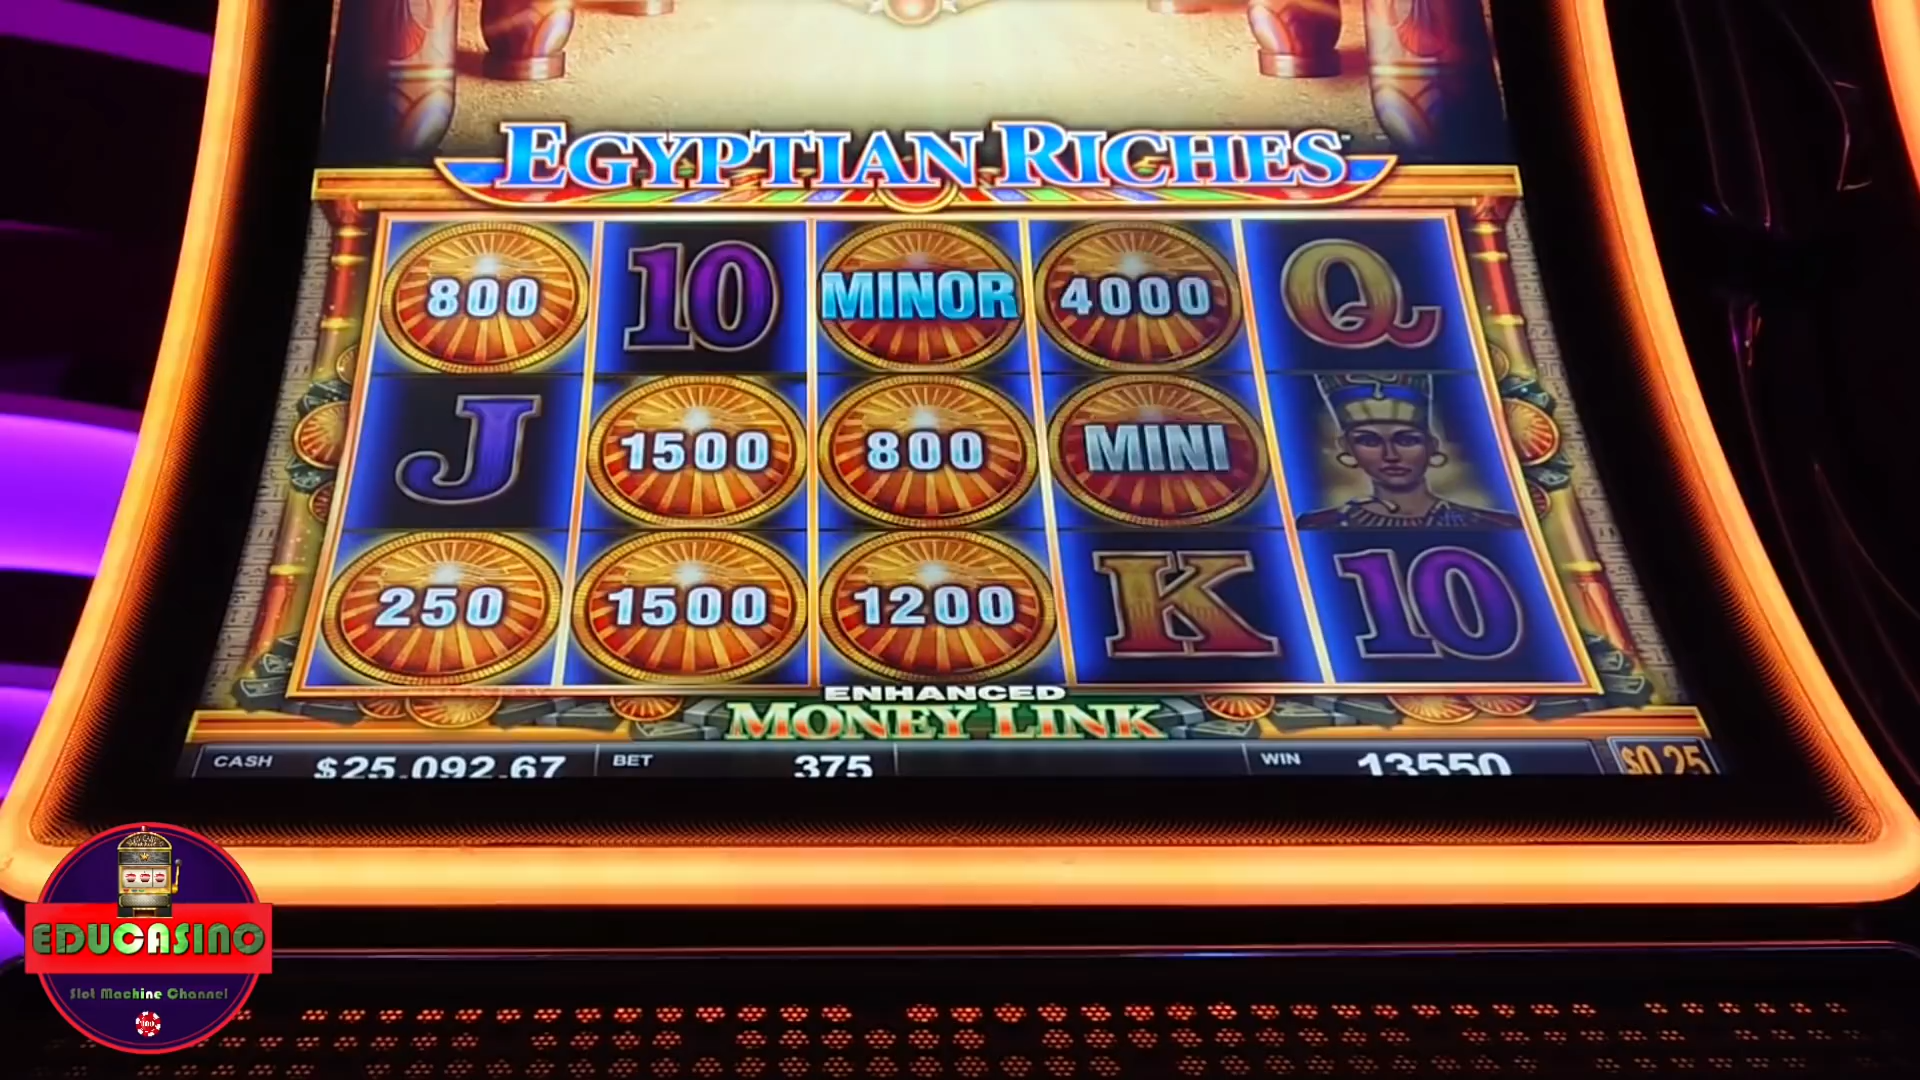 EGYPTIAN RICHES™
800 10 MINOR 4000 Q
J 1500 800 MINI
250 1500 1200 K 10
ENHANCED
MONEY LINK
CASH $25,092.67 BET 375 WIN 13550 $0.25
EDUCASINO
Slot Machine Channel